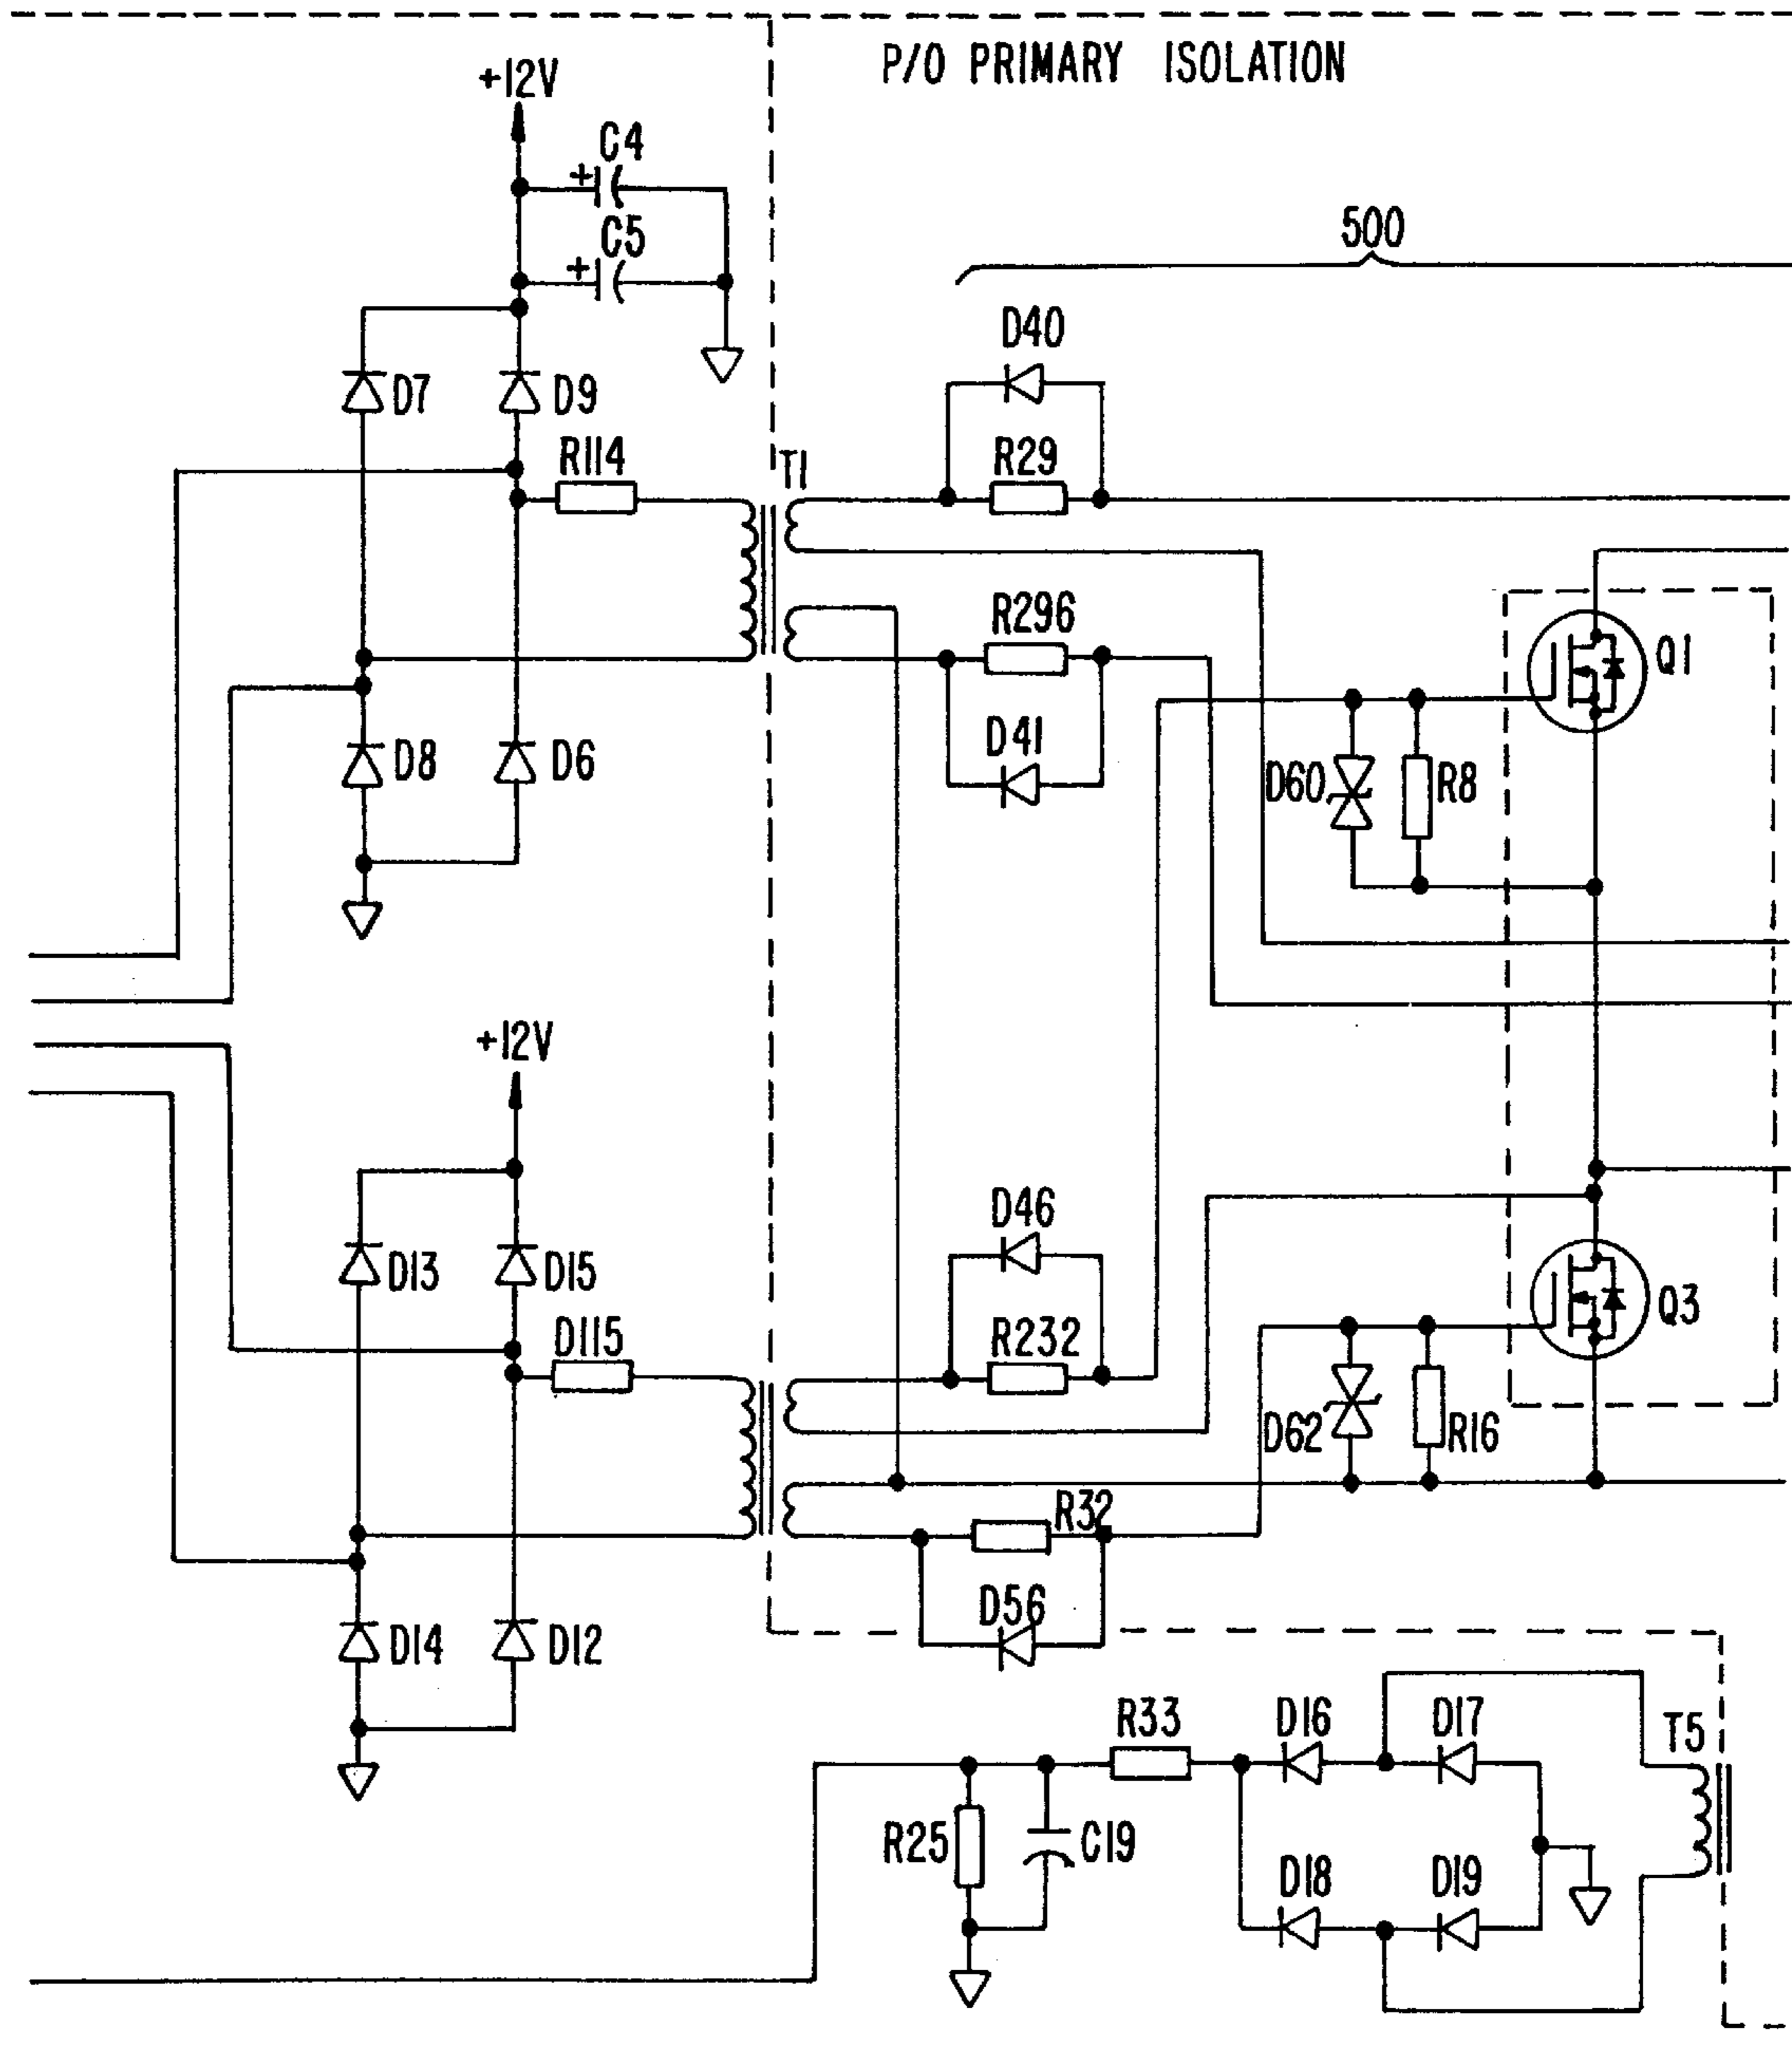 P/O PRIMARY ISOLATION
+12V
C4
+
C5
+
500
D40
D7
D9
R114
T1
R29
R296
Q1
D41
D8
D6
D60
R8
+12V
D46
D13
D15
Q3
D115
R232
D62
R16
R32
D56
D14
D12
R33
D16
D17
T5
R25
C19
D18
D19